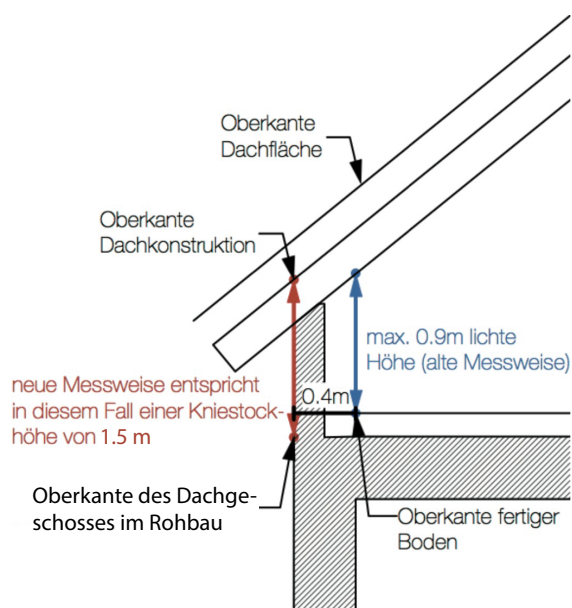 Oberkante
Dachfläche
Oberkante
Dachkonstruktion
max. 0.9m lichte
Höhe (alte Messweise)
neue Messweise entspricht
in diesem Fall einer Kniestock-
höhe von 1.5 m
0.4m
Oberkante des Dachge-
schosses im Rohbau
Oberkante fertiger
Boden